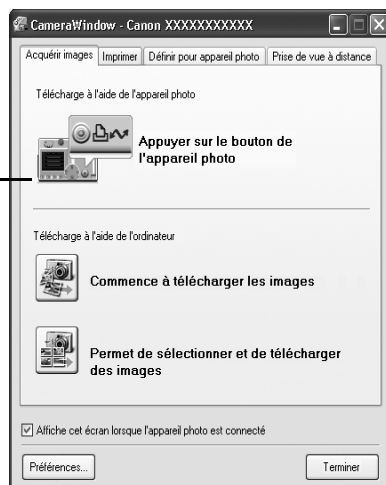 CameraWindow - Canon XXXXXXXXXXX
Acquérir images Imprimer Définir pour appareil photo Prise de vue à distance
Télécharge à l'aide de l'appareil photo
Appuyer sur le bouton de
l'appareil photo
Télécharge à l'aide de l'ordinateur
Commence à télécharger les images
Permet de sélectionner et de télécharger
des images
Affiche cet écran lorsque l'appareil photo est connecté
Préférences... Terminer